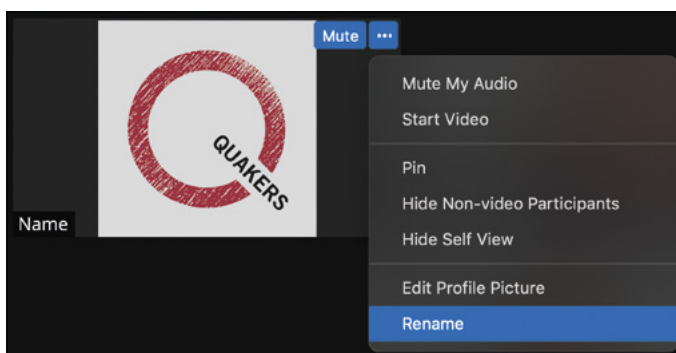 Mute
•••
QUAKERS
Name
Mute My Audio
Start Video
Pin
Hide Non-video Participants
Hide Self View
Edit Profile Picture
Rename